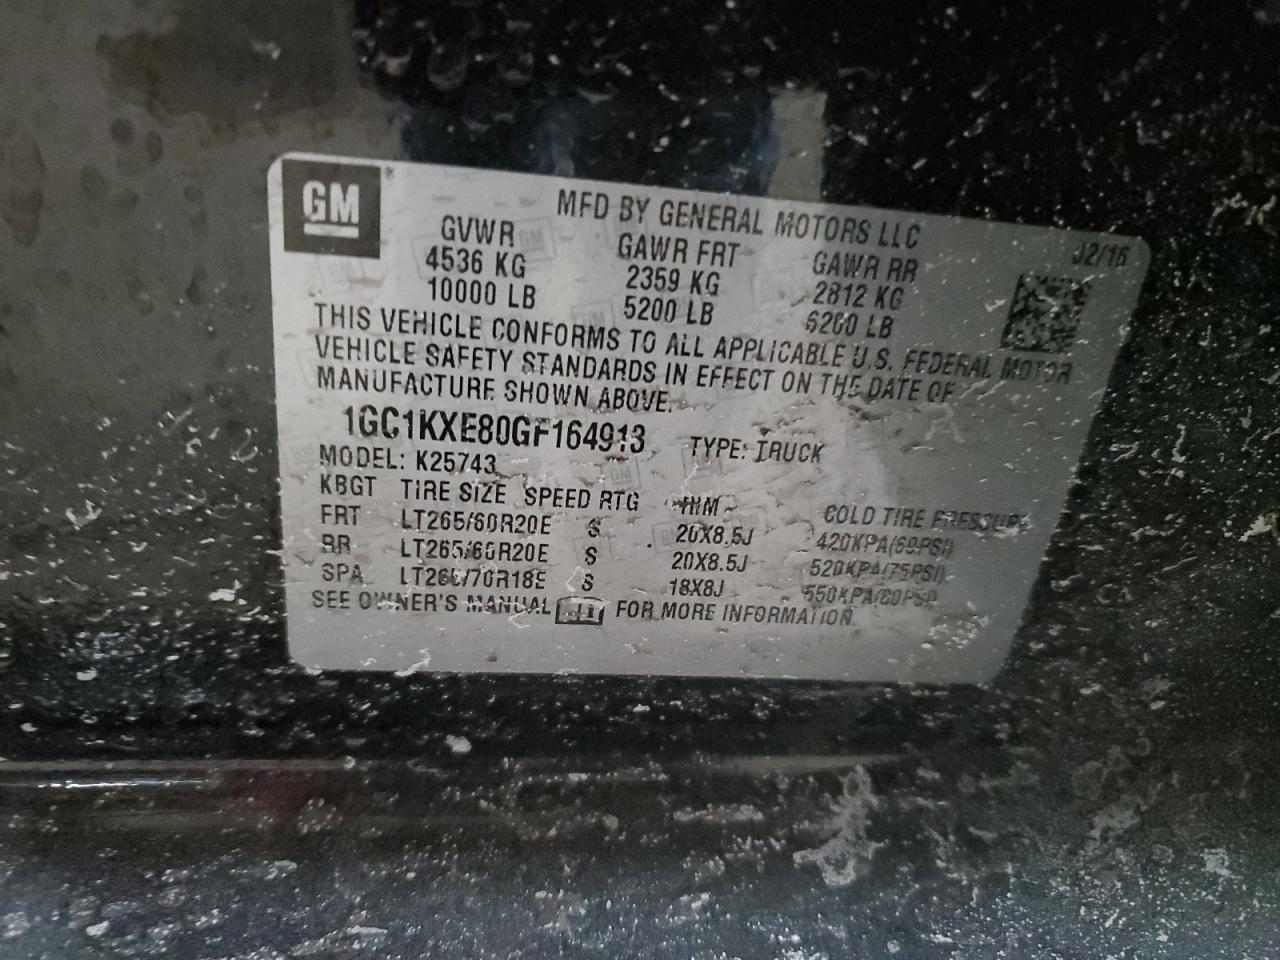 GM
MFD BY GENERAL MOTORS LLC
02/16
GVWR GAWR FRT GAWR RR
4536 KG 2359 KG 2812 KG
10000 LB 5200 LB 6200 LB
THIS VEHICLE CONFORMS TO ALL APPLICABLE U.S. FEDERAL MOTOR
VEHICLE SAFETY STANDARDS IN EFFECT ON THE DATE OF
MANUFACTURE SHOWN ABOVE.
1GC1KXE80GF164913 TYPE: TRUCK
MODEL: K25743
KBGT TIRE SIZE SPEED RTG RIM COLD TIRE PRESSURE
FRT LT265/60R20E S 20X8.5J 420KPA(60PSI)
RR LT265/60R20E S 20X8.5J 520KPA(75PSI)
SPA LT265/70R18E S 18X8J 550KPA(80PSI)
SEE OWNER'S MANUAL FOR MORE INFORMATION